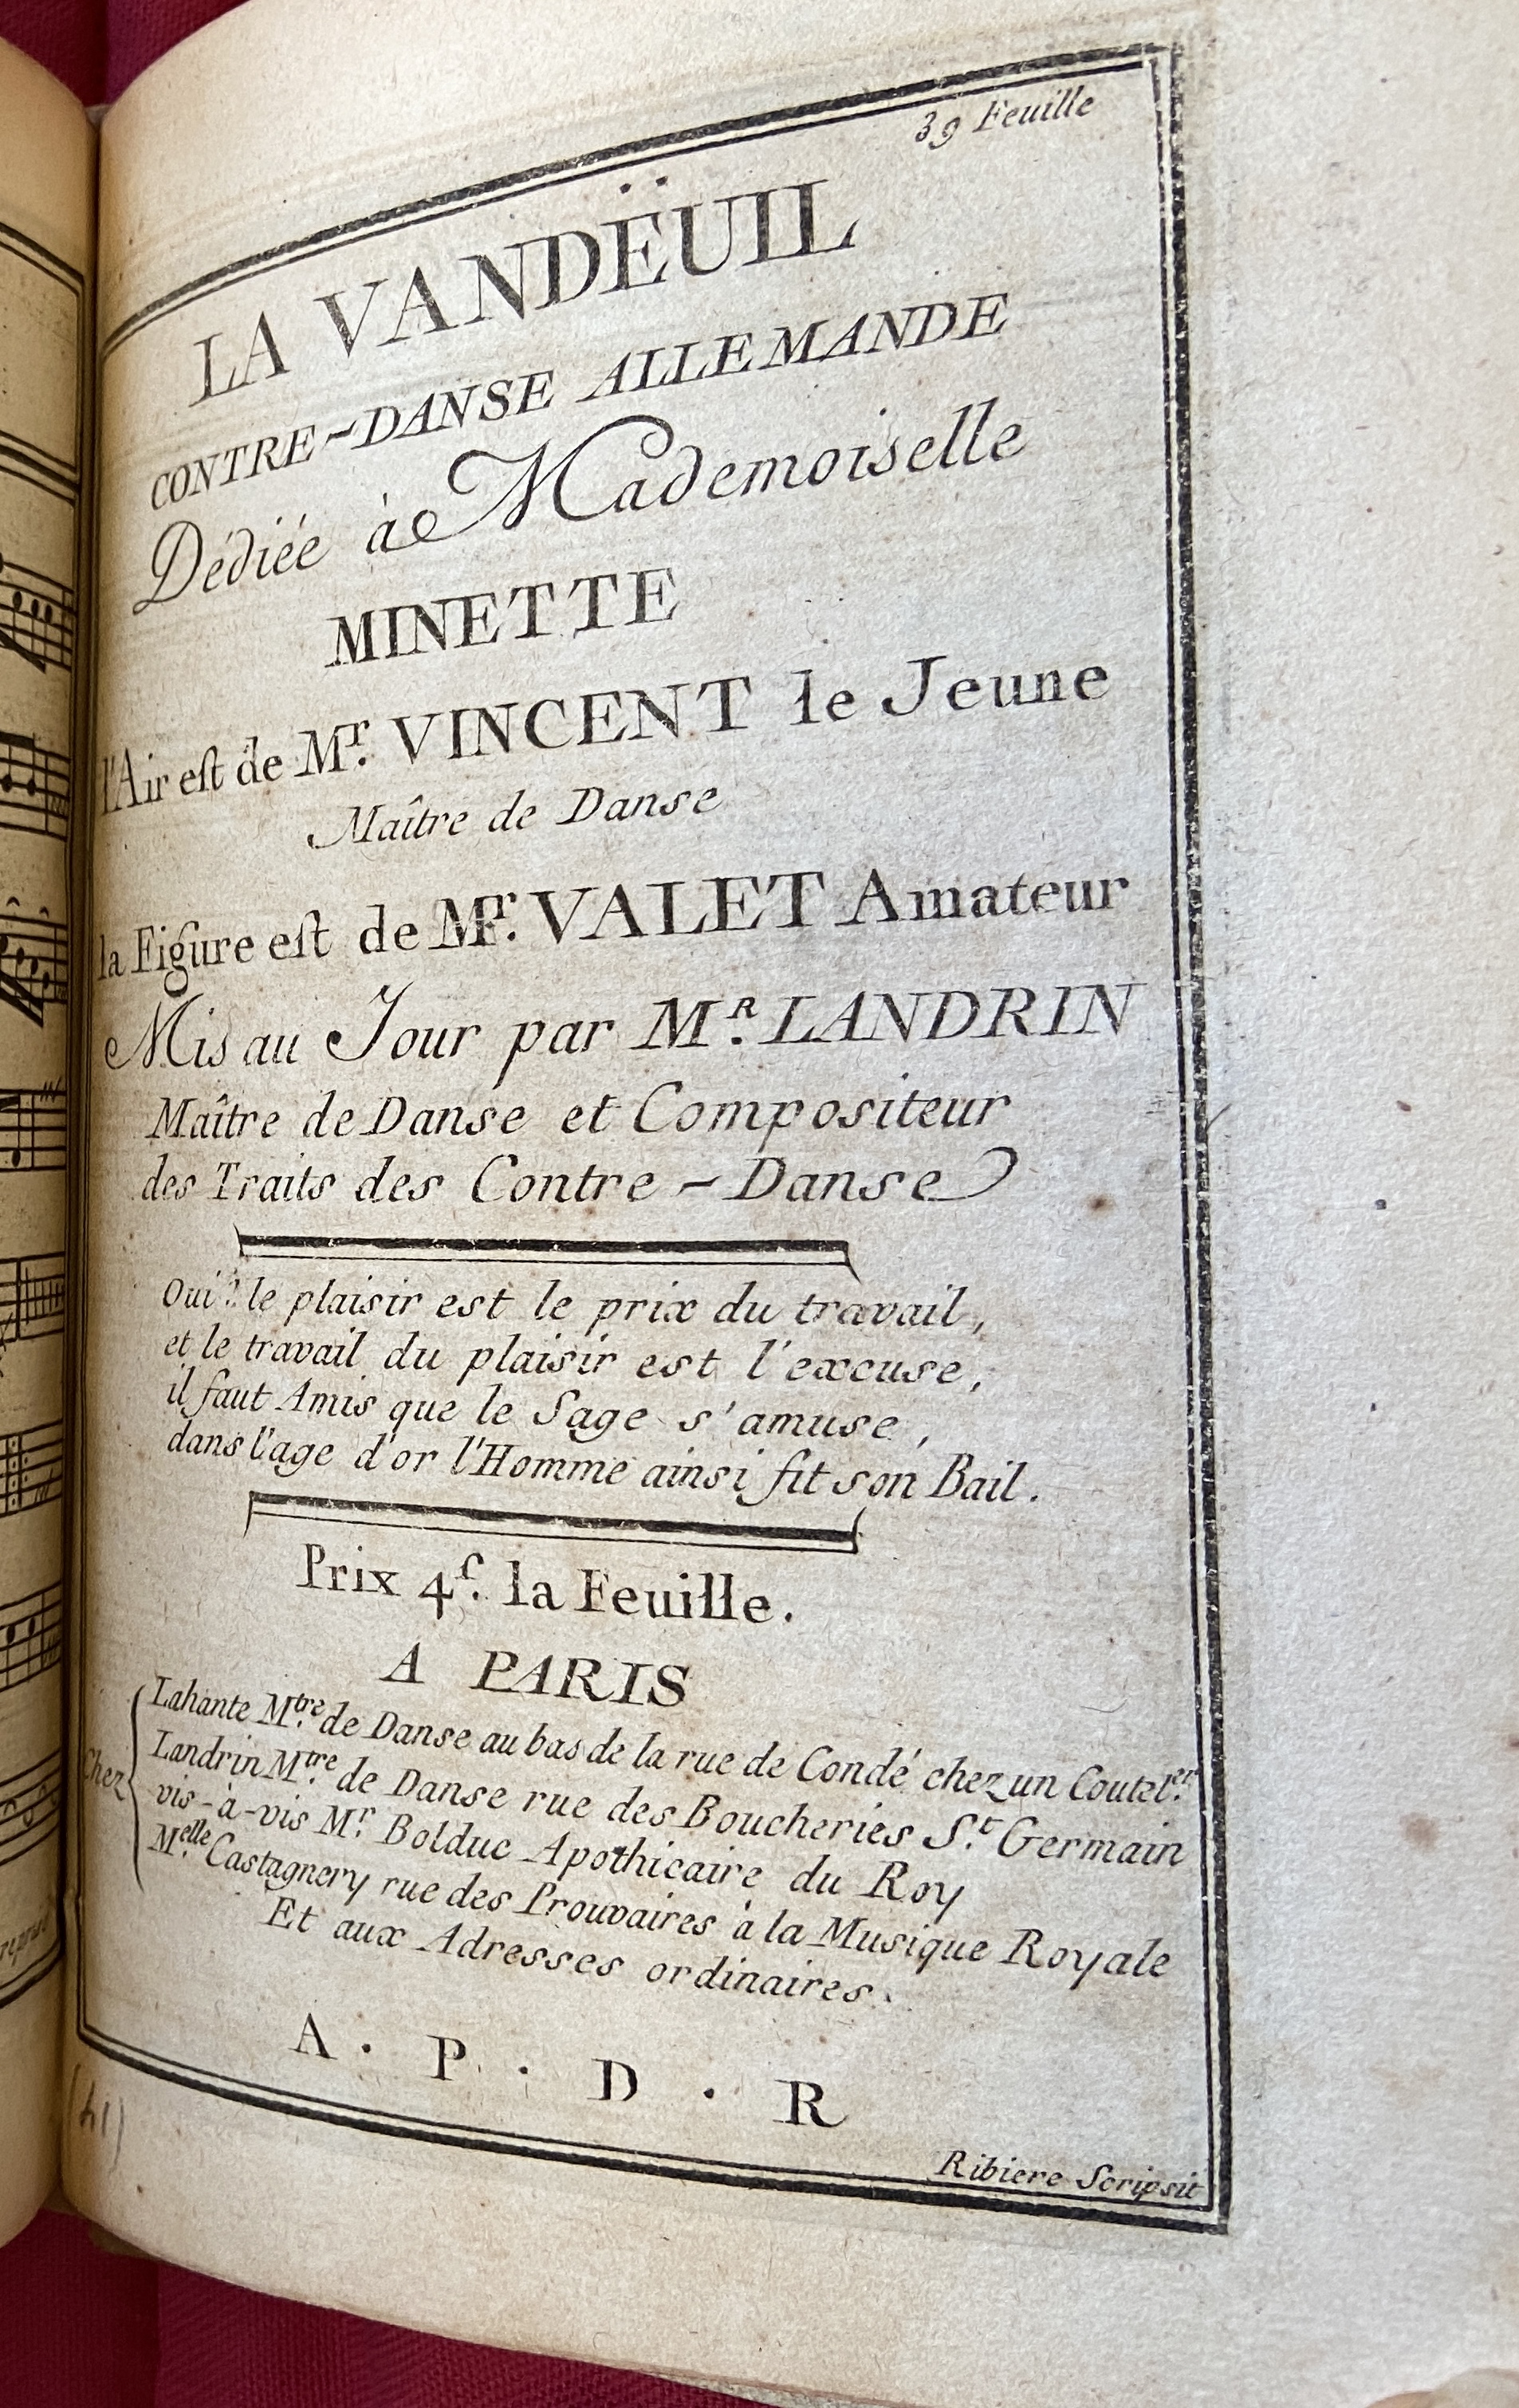 39 Feuille
LA VANDËUIL
CONTRE-DANSE ALLEMANDE
Dédiée à Mademoiselle
MINETTE
l'Air est de Mr. VINCENT le Jeune
Maître de Danse
la Figure est de Mr. VALET Amateur
Mis au Jour par MR. LANDRIN
Maître de Danse et Compositeur
des Traits des Contre-Danse
Oui! le plaisir est le prix du travail,
et le travail du plaisir est l'excuse,
il faut Amis que le Sage s'amuse,
dans l'age d'or l'Homme ainsi fit son Bail.
Prix 4s. la Feuille.
A PARIS
Chez
Lahante Mtre. de Danse au bas de la rue de Condé chez un Couteler.
Landrin Mtre. de Danse rue des Boucheries St. Germain
vis-à-vis Mr. Bolduc Apothicaire du Roy
Melle. Castagnery rue des Prouvaires à la Musique Royale
Et aux Adresses ordinaires.
A. P. D. R
Ribiere Scripsit
(41)